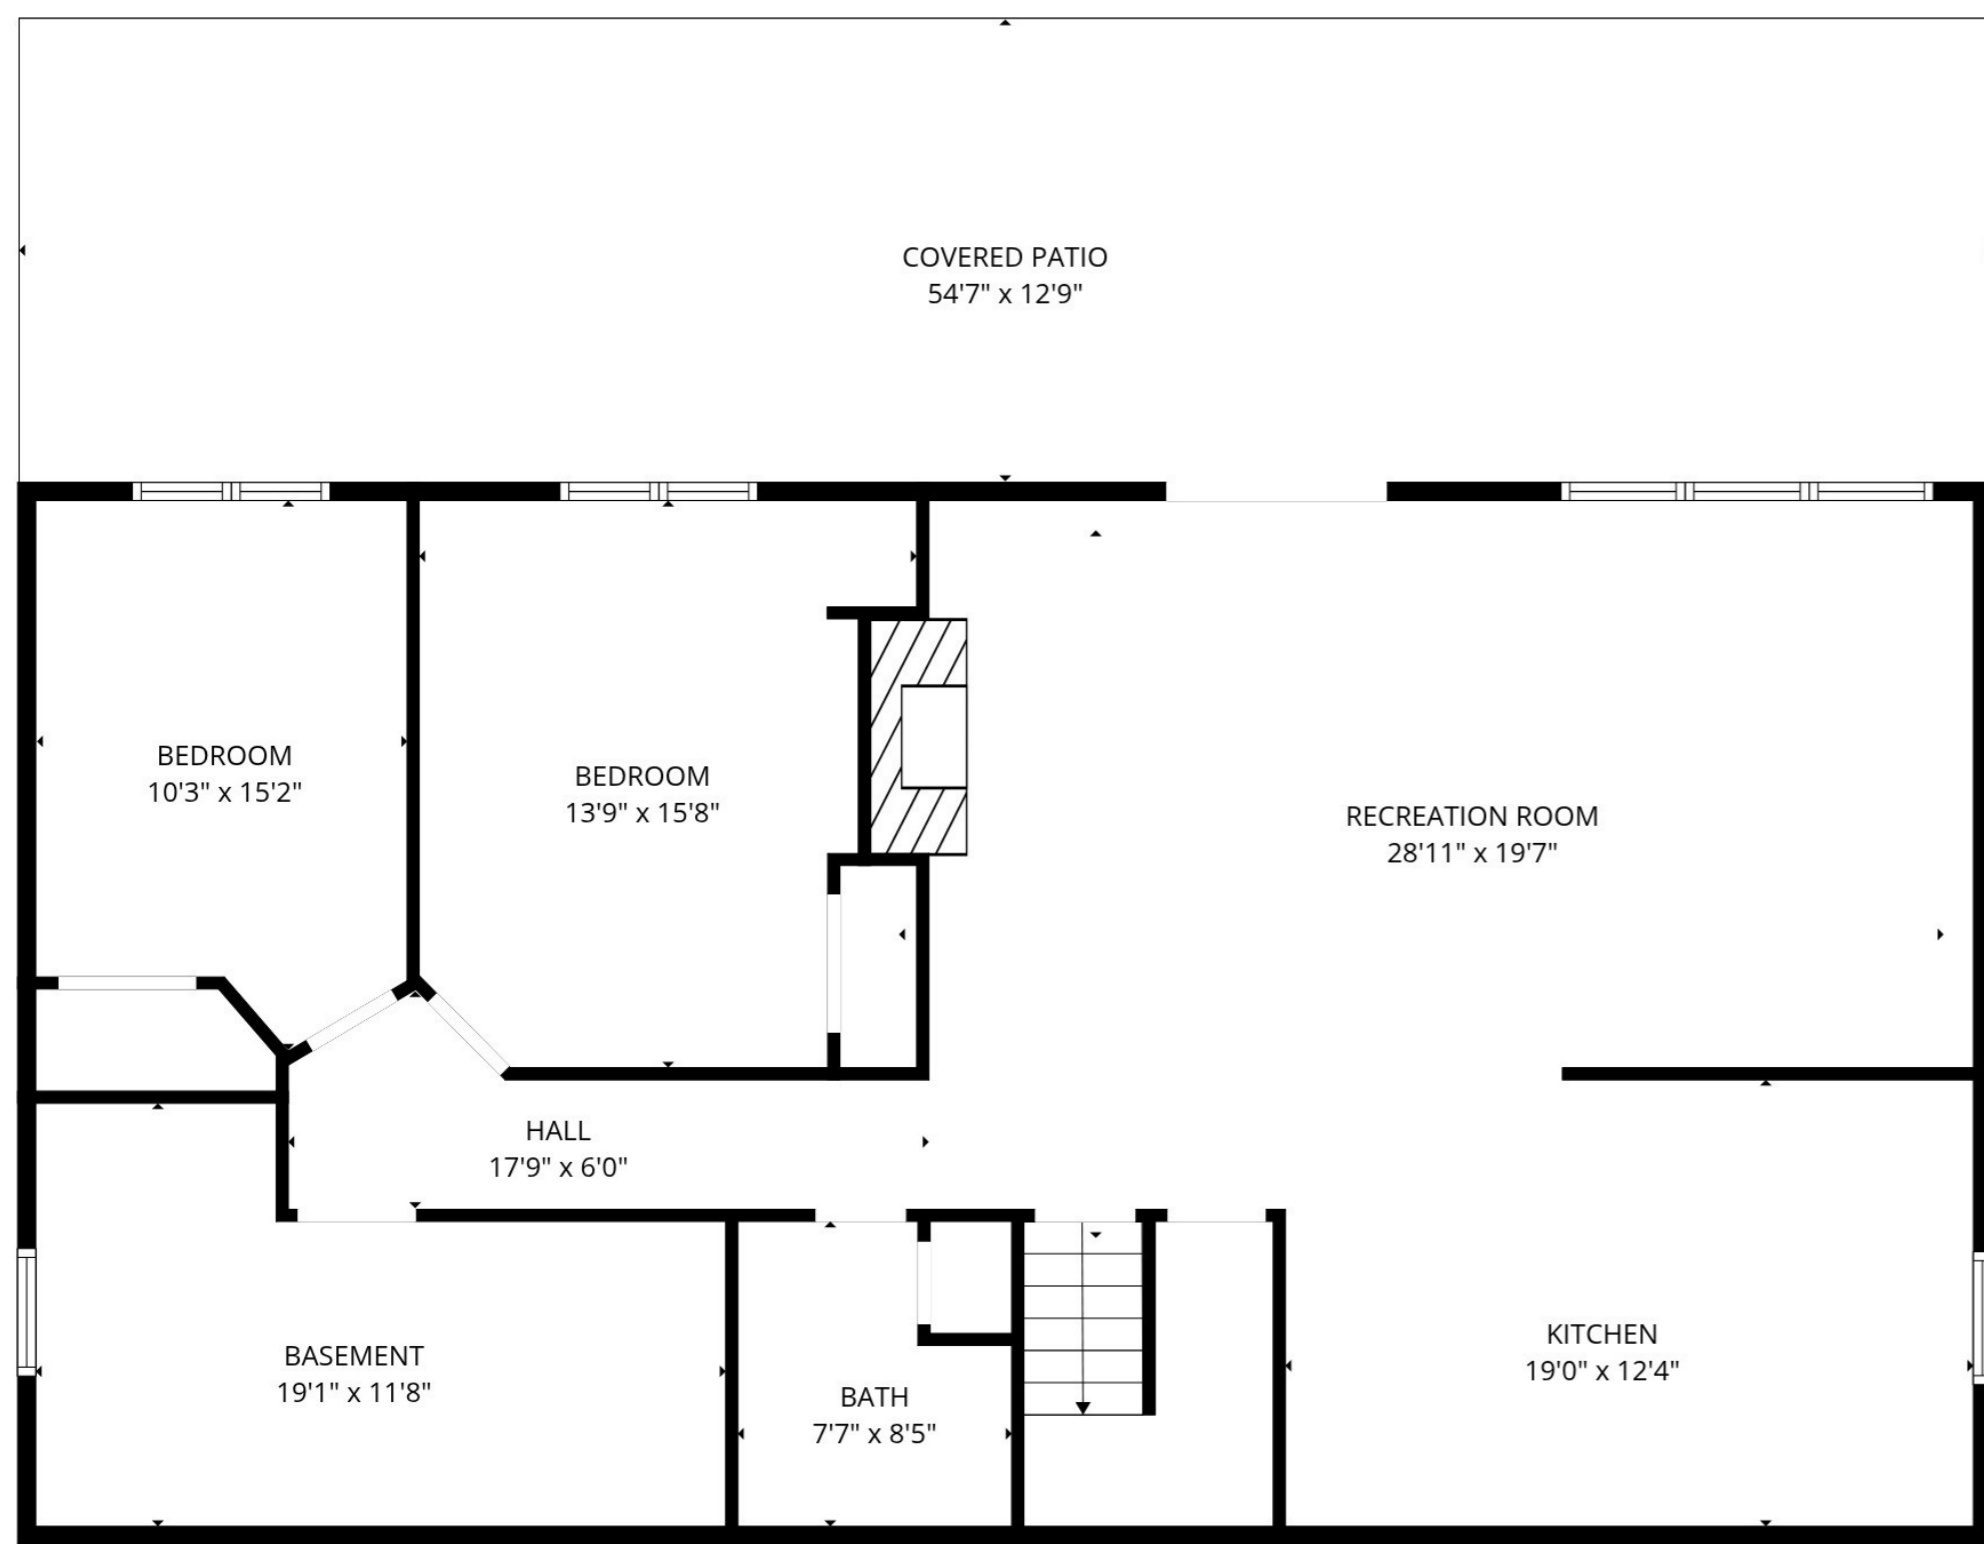 COVERED PATIO
54'7" x 12'9"
BEDROOM
10'3" x 15'2"
BEDROOM
13'9" x 15'8"
RECREATION ROOM
28'11" x 19'7"
HALL
17'9" x 6'0"
BASEMENT
19'1" x 11'8"
BATH
7'7" x 8'5"
KITCHEN
19'0" x 12'4"